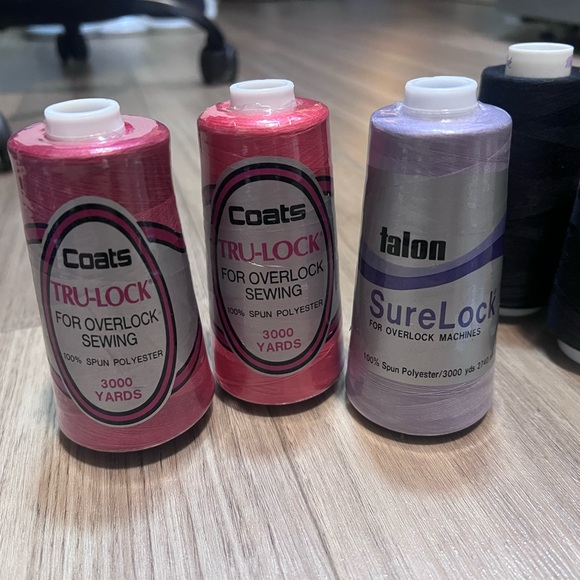 Coats
TRU-LOCK®
FOR OVERLOCK
SEWING
100% SPUN POLYESTER
3000
YARDS
Coats
TRU-LOCK®
FOR OVERLOCK
SEWING
100% SPUN POLYESTER
3000
YARDS
talon
SureLock
FOR OVERLOCK MACHINES
100% Spun Polyester/3000 yds 2740